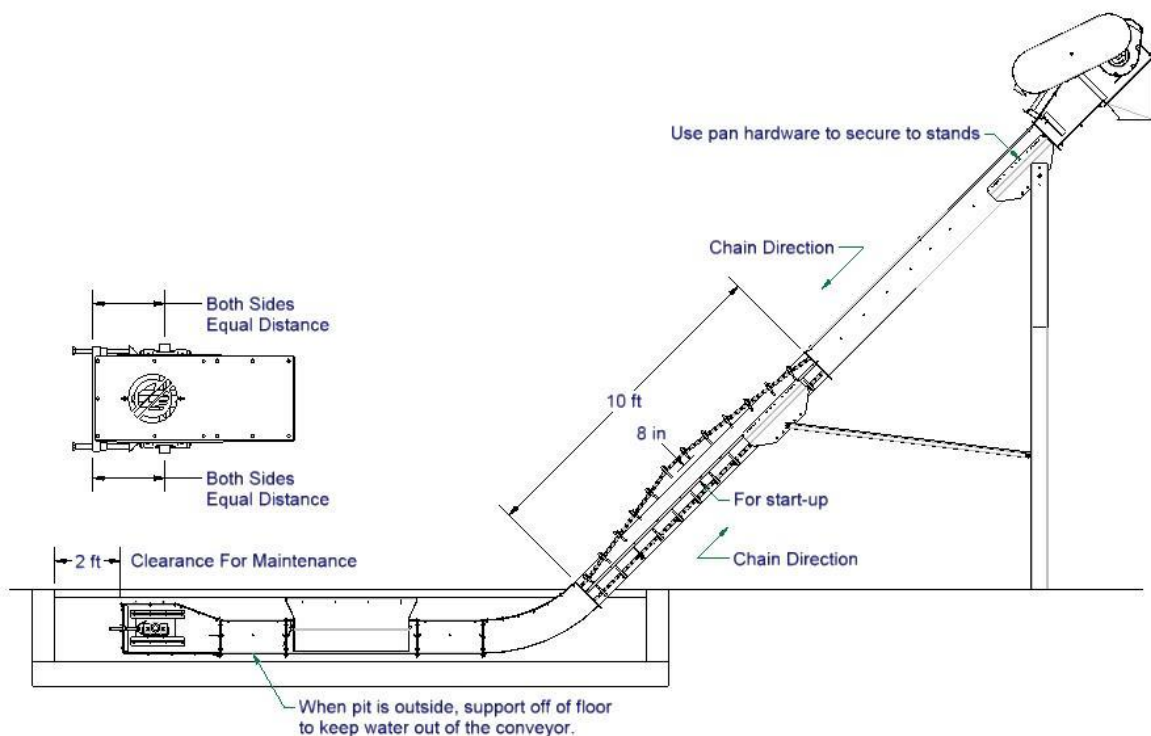 Use pan hardware to secure to stands
Chain Direction
Both Sides
Equal Distance
10 ft
8 in
Both Sides
Equal Distance
For start-up
2 ft
Clearance For Maintenance
Chain Direction
When pit is outside, support off of floor
to keep water out of the conveyor.